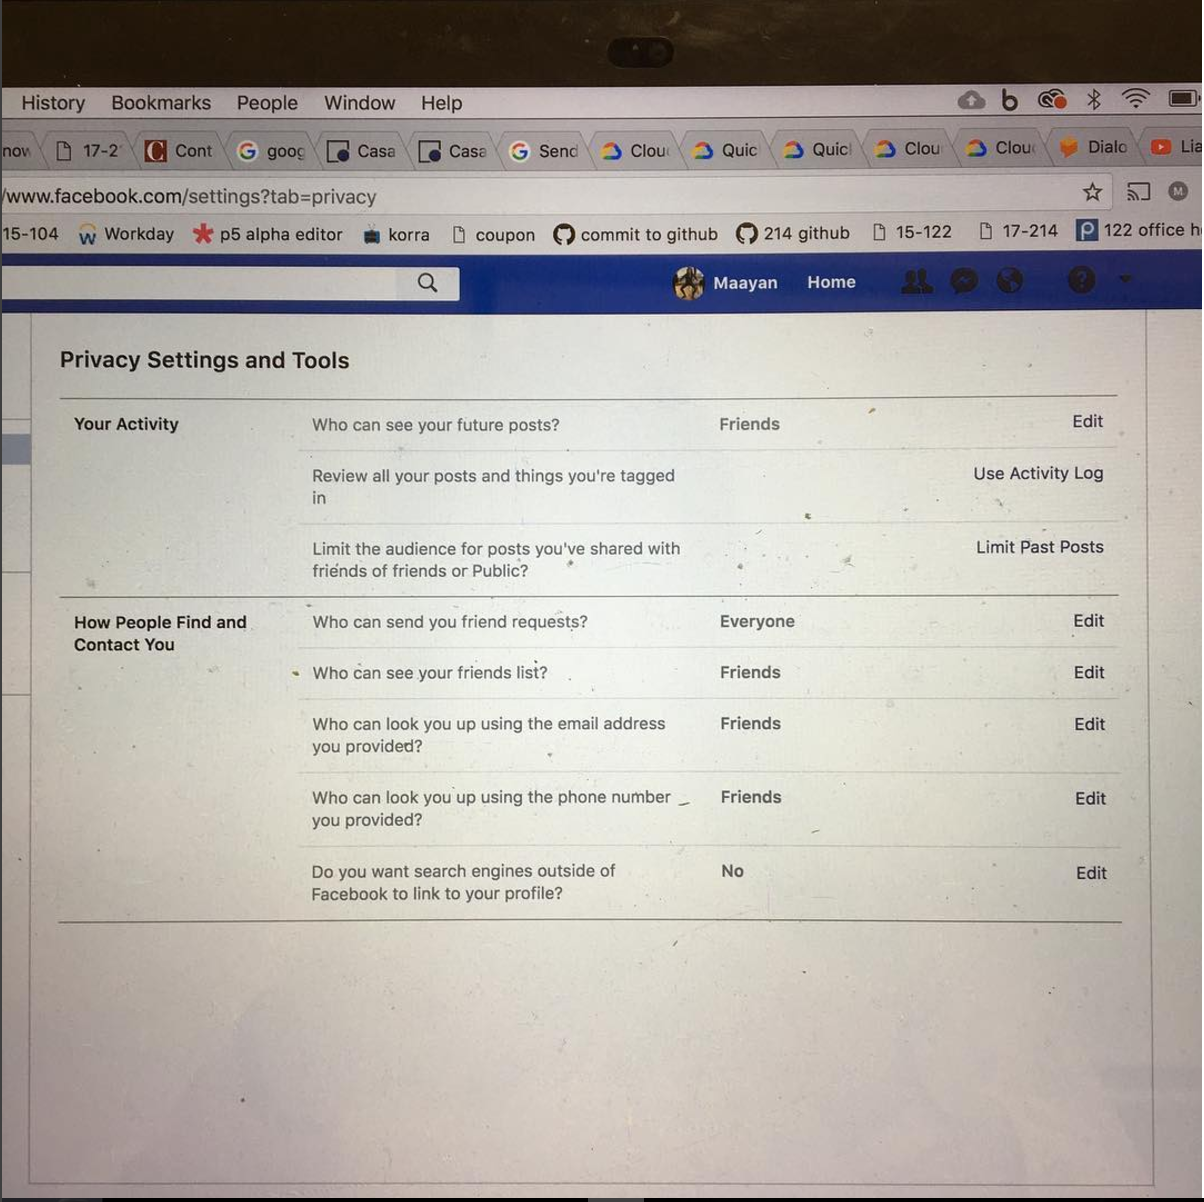 History Bookmarks People Window Help
now 17-2 Cont goog Casa Casa Send Clou Quic Quic Clou Clou Dialo Lia
/www.facebook.com/settings?tab=privacy M
15-104 Workday p5 alpha editor korra coupon commit to github 214 github 15-122 17-214 122 office h
Maayan Home
Privacy Settings and Tools
Your Activity Who can see your future posts? Friends Edit
Review all your posts and things you're tagged Use Activity Log
in
Limit the audience for posts you've shared with Limit Past Posts
friends of friends or Public?
How People Find and Who can send you friend requests? Everyone Edit
Contact You
Who can see your friends list? Friends Edit
Who can look you up using the email address Friends Edit
you provided?
Who can look you up using the phone number Friends Edit
you provided?
Do you want search engines outside of No Edit
Facebook to link to your profile?